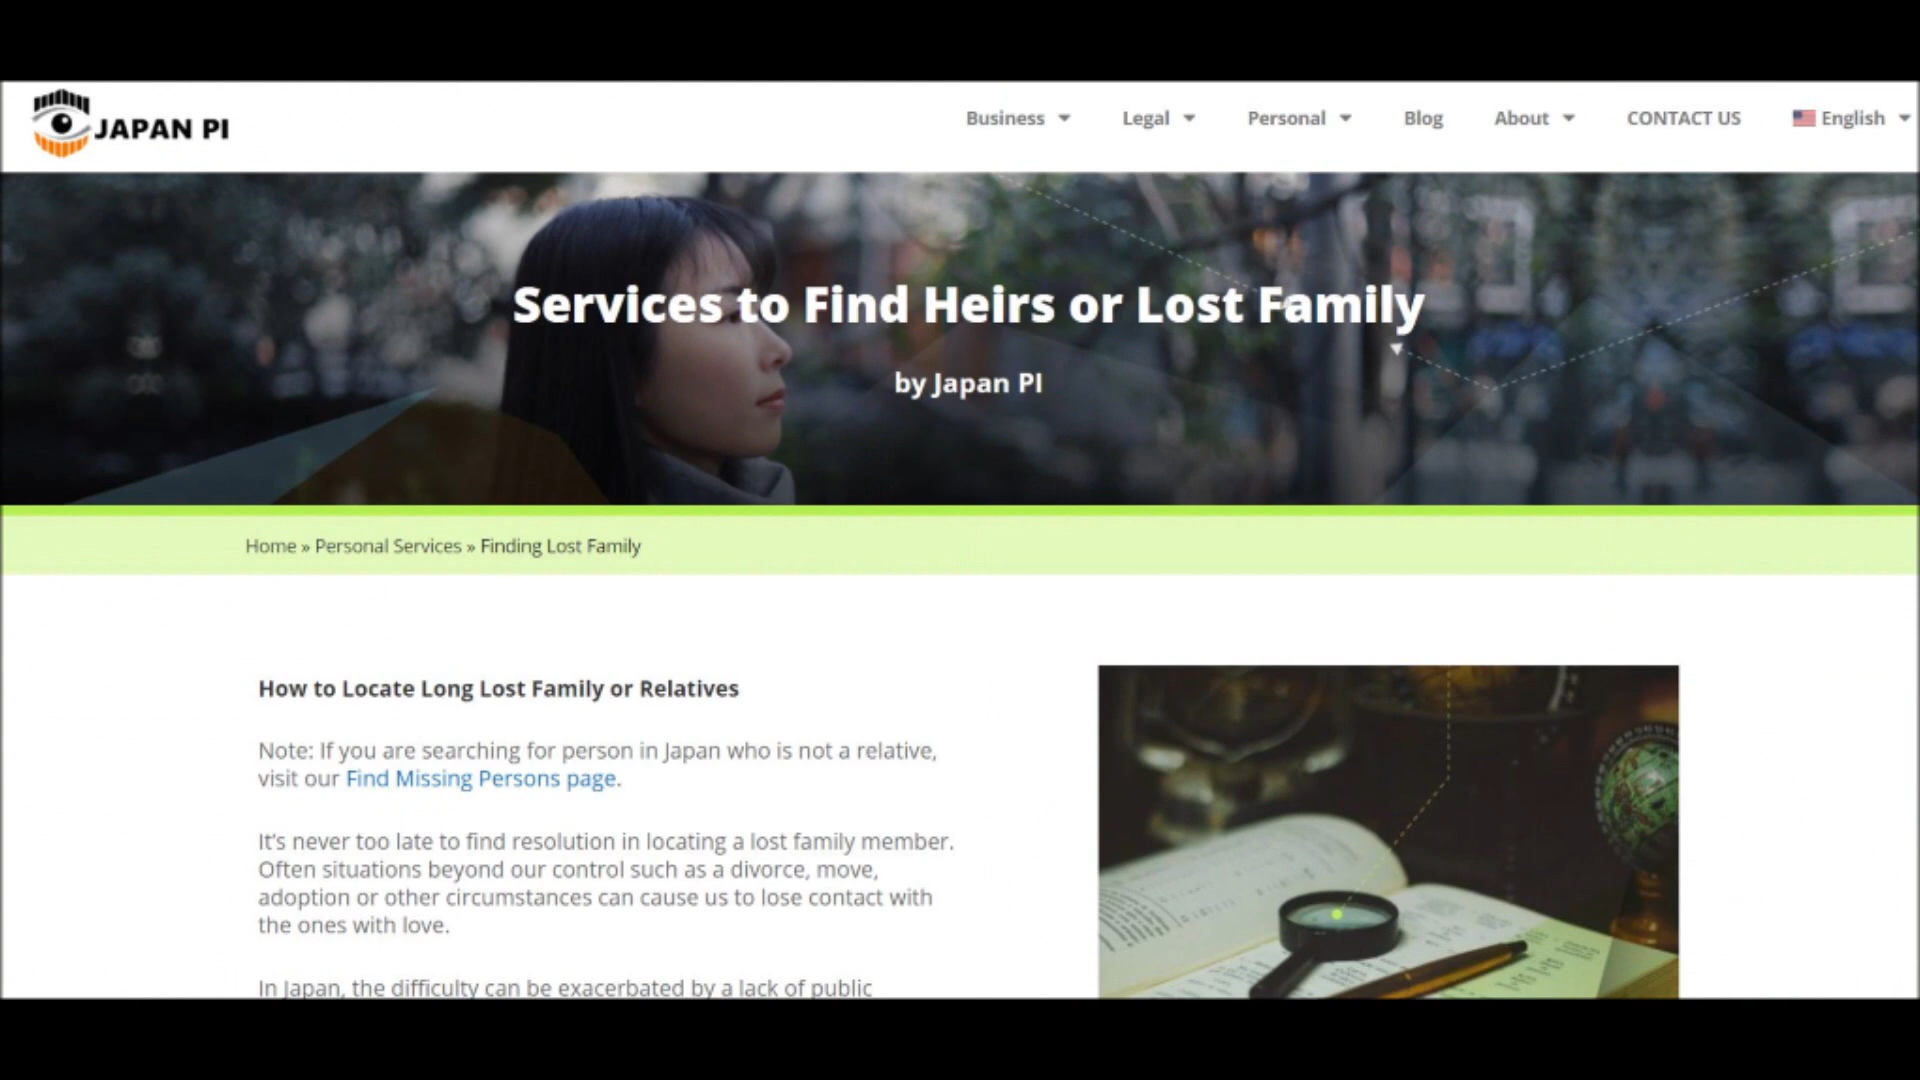 JAPAN PI
Business
Legal
Personal
Blog
About
CONTACT US
English
Services to Find Heirs or Lost Family
by Japan PI
Home » Personal Services » Finding Lost Family
How to Locate Long Lost Family or Relatives
Note: If you are searching for person in Japan who is not a relative,
visit our Find Missing Persons page.
It's never too late to find resolution in locating a lost family member.
Often situations beyond our control such as a divorce, move,
adoption or other circumstances can cause us to lose contact with
the ones with love.
In Japan, the difficulty can be exacerbated by a lack of public